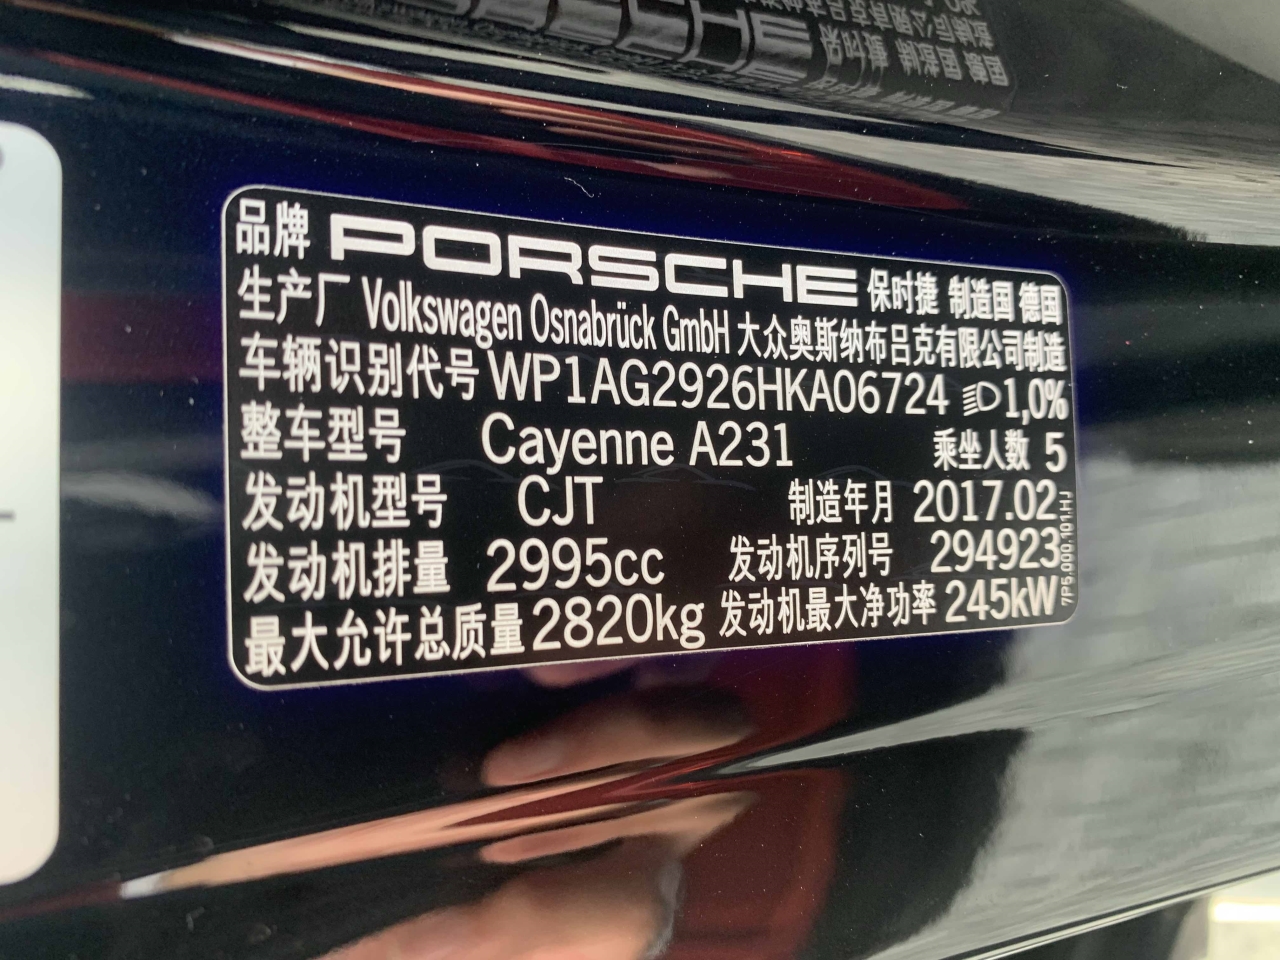 品牌 PORSCHE 保时捷 制造国 德国
生产厂 Volkswagen Osnabrück GmbH 大众奥斯纳布吕克有限公司制造
车辆识别代号 WP1AG2926HKA06724 1,0%
整车型号 Cayenne A231 乘坐人数 5
发动机型号 CJT 制造年月 2017.02
发动机排量 2995cc 发动机序列号 294923
最大允许总质量 2820kg 发动机最大净功率 245kW
7P5.000.101.HJ